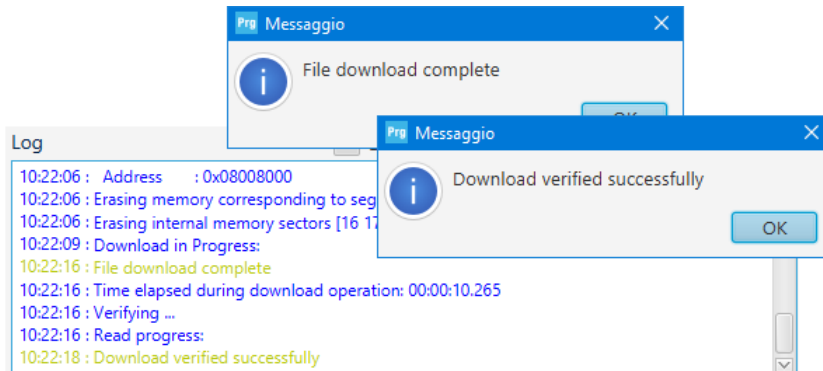 Prg Messaggio
File download complete
Prg Messaggio
Download verified successfully
OK
Log
10:22:06 : Address : 0x08008000
10:22:06 : Erasing memory corresponding to seg
10:22:06 : Erasing internal memory sectors [16 17
10:22:09 : Download in Progress:
10:22:16 : File download complete
10:22:16 : Time elapsed during download operation: 00:00:10.265
10:22:16 : Verifying ...
10:22:16 : Read progress:
10:22:18 : Download verified successfully